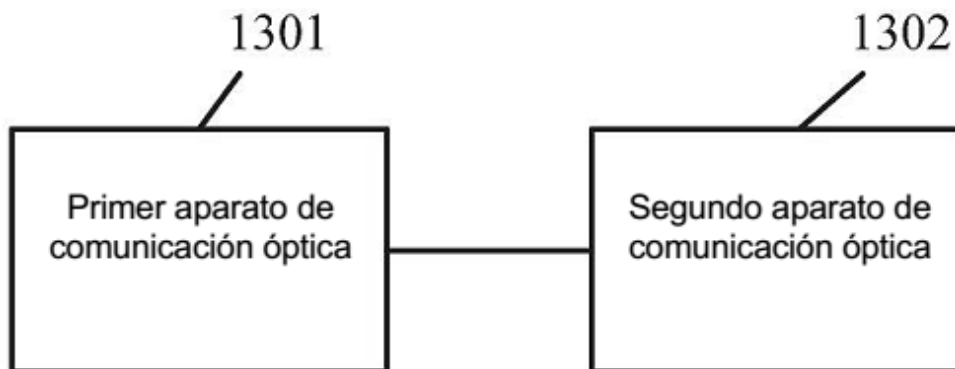 1301
1302
Primer aparato de
comunicación óptica
Segundo aparato de
comunicación óptica